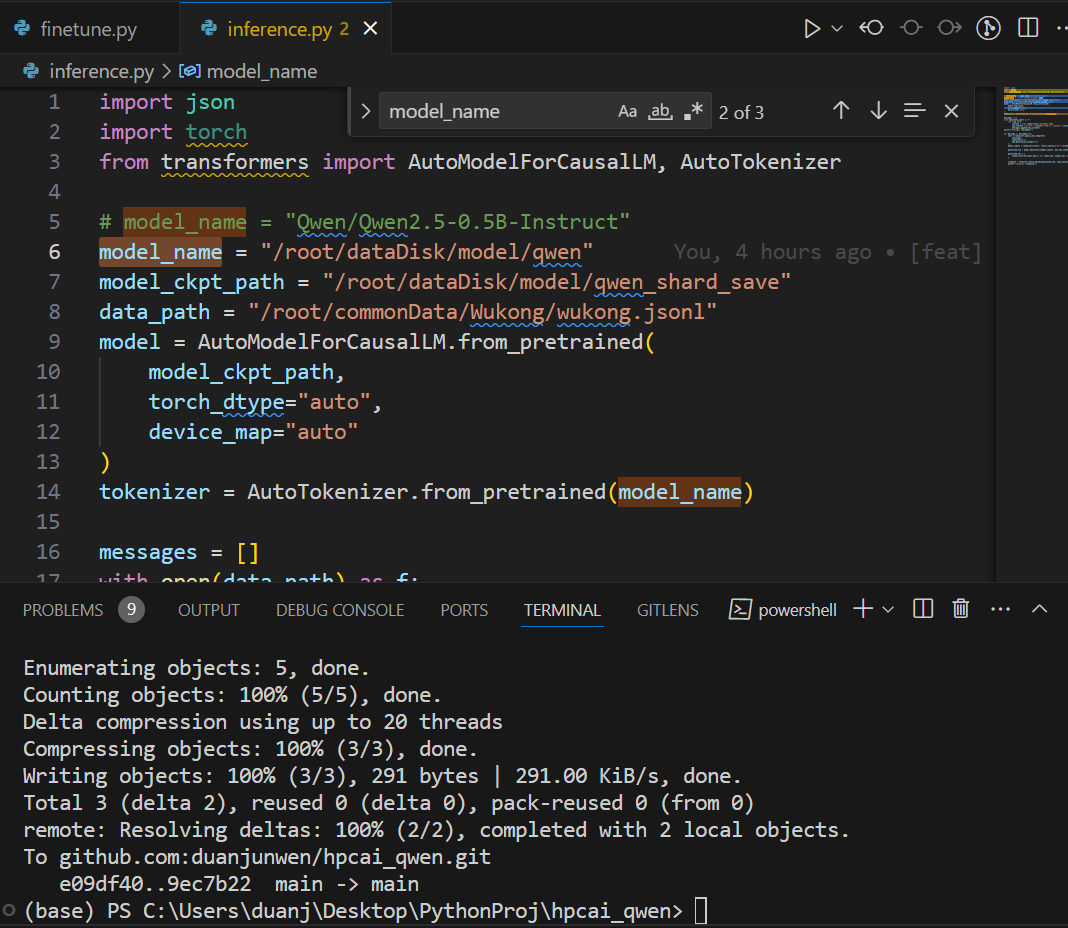 finetune.py
inference.py 2
inference.py > model_name
model_name Aa ab .* 2 of 3
1 import json
2 import torch
3 from transformers import AutoModelForCausalLM, AutoTokenizer
4
5 # model_name = "Qwen/Qwen2.5-0.5B-Instruct"
6 model_name = "/root/dataDisk/model/qwen" You, 4 hours ago • [feat]
7 model_ckpt_path = "/root/dataDisk/model/qwen_shard_save"
8 data_path = "/root/commonData/Wukong/wukong.jsonl"
9 model = AutoModelForCausalLM.from_pretrained(
10 model_ckpt_path,
11 torch_dtype="auto",
12 device_map="auto"
13 )
14 tokenizer = AutoTokenizer.from_pretrained(model_name)
15
16 messages = []
17 with open(data_path) as f:
PROBLEMS 9 OUTPUT DEBUG CONSOLE PORTS TERMINAL GITLENS powershell
Enumerating objects: 5, done.
Counting objects: 100% (5/5), done.
Delta compression using up to 20 threads
Compressing objects: 100% (3/3), done.
Writing objects: 100% (3/3), 291 bytes | 291.00 KiB/s, done.
Total 3 (delta 2), reused 0 (delta 0), pack-reused 0 (from 0)
remote: Resolving deltas: 100% (2/2), completed with 2 local objects.
To github.com:duanjunwen/hpcai_qwen.git
e09df40..9ec7b22 main -> main
(base) PS C:\Users\duanj\Desktop\PythonProj\hpcai_qwen>